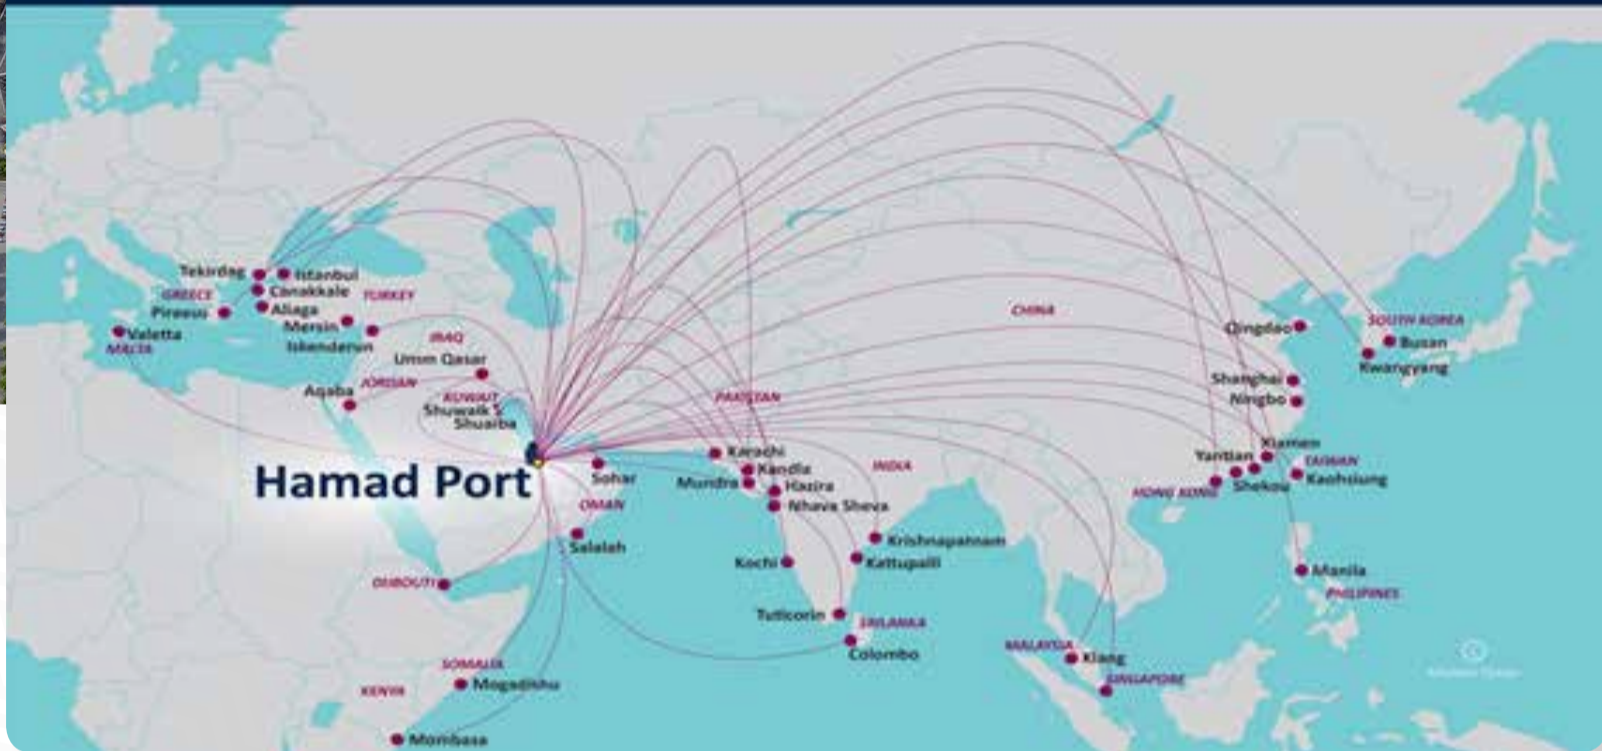 Tekirdag
Istanbul
Canakkale
GREECE
TURKEY
Piraeus
Aliaga
Mersin
Iskenderun
Valetta
MALTA
IRAQ
Umm Qasar
Aqaba
JORDAN
KUWAIT
Shuwaik
Shuaiba
Hamad Port
Sohar
OMAN
Salalah
DJIBOUTI
SOMALIA
Mogadishu
KENYA
Mombasa
PAKISTAN
Karachi
Kandla
Mundra
Hazira
Nhava Sheva
INDIA
Krishnapatnam
Kattupalli
Kochi
Tuticorin
SRILANKA
Colombo
CHINA
Qingdao
SOUTH KOREA
Busan
Kwangyang
Shanghai
Ningbo
Xiamen
Yantian
TAIWAN
Kaohsiung
HONG KONG
Shekou
Manila
PHILIPINES
MALAYSIA
Klang
SINGAPORE